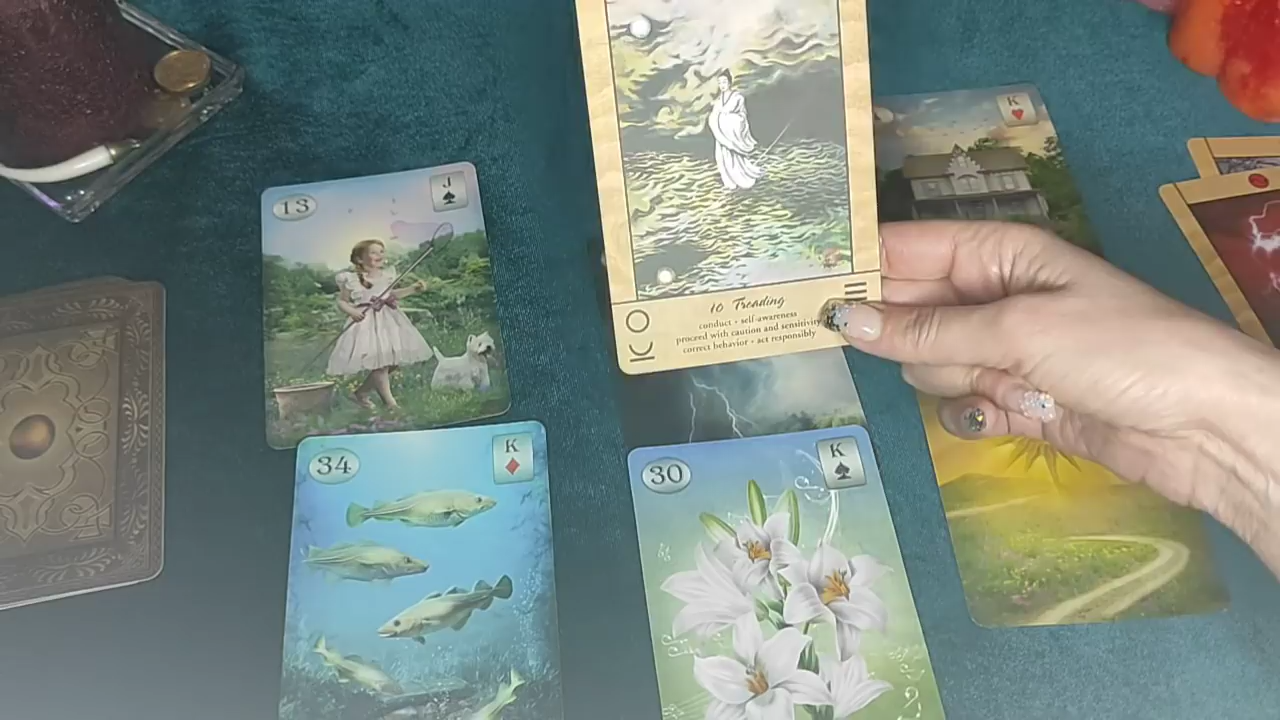 K
13
J
10 Treading
conduct • self-awareness
proceed with caution and sensitivity
correct behavior • act responsibly
34
K
30
K